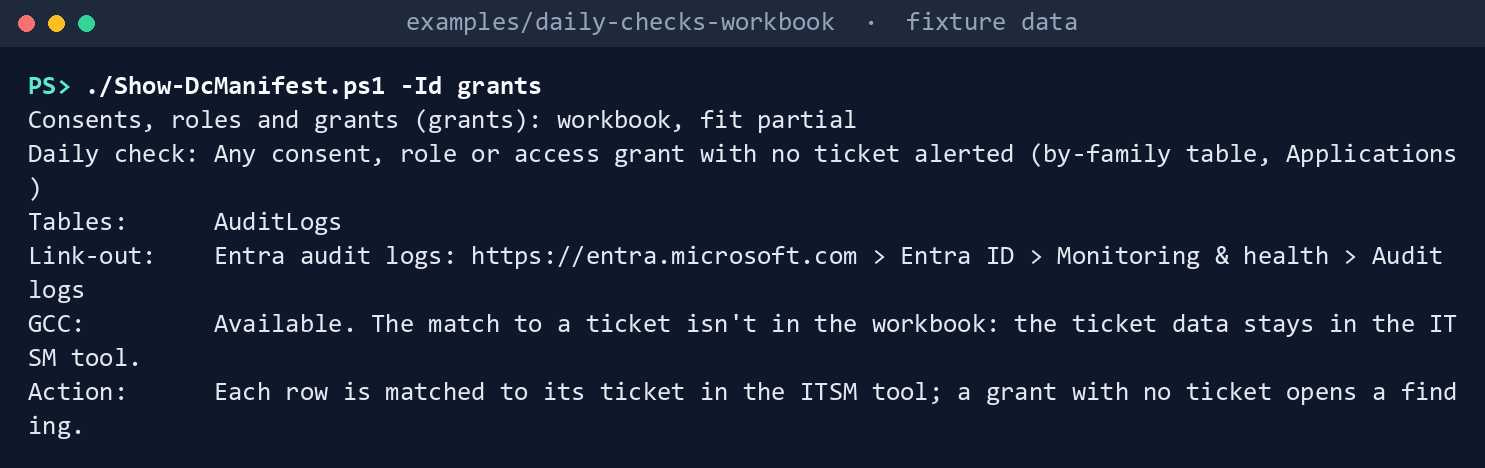 examples/daily-checks-workbook · fixture data
PS> ./Show-DcManifest.ps1 -Id grants
Consents, roles and grants (grants): workbook, fit partial
Daily check: Any consent, role or access grant with no ticket alerted (by-family table, Applications
)
Tables:      AuditLogs
Link-out:    Entra audit logs: https://entra.microsoft.com > Entra ID > Monitoring & health > Audit
logs
GCC:         Available. The match to a ticket isn't in the workbook: the ticket data stays in the IT
SM tool.
Action:      Each row is matched to its ticket in the ITSM tool; a grant with no ticket opens a find
ing.